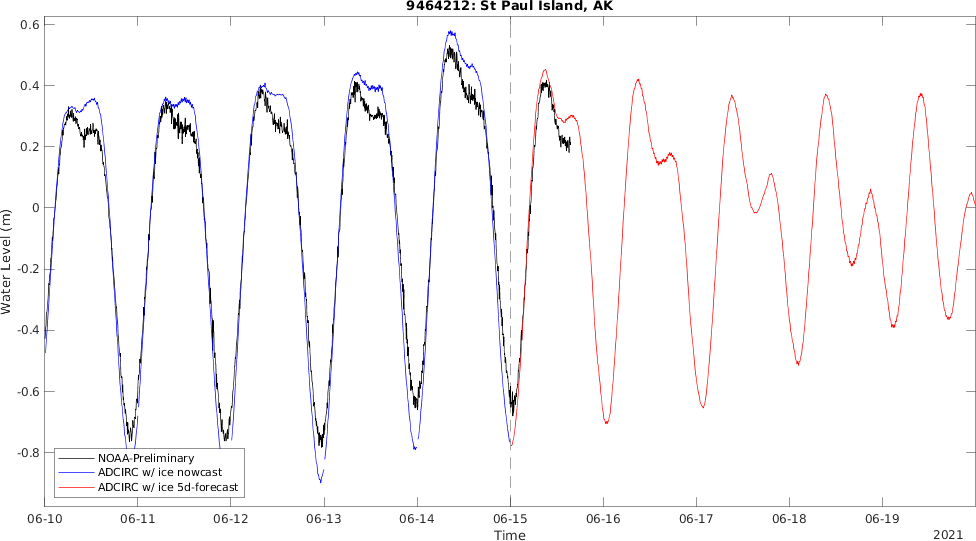 9464212: St Paul Island, AK
0.6
0.4
0.2
0
-0.2
-0.4
-0.6
-0.8
Water Level (m)
NOAA-Preliminary
ADCIRC w/ ice nowcast
ADCIRC w/ ice 5d-forecast
06-10 06-11 06-12 06-13 06-14 06-15 06-16 06-17 06-18 06-19
Time
2021